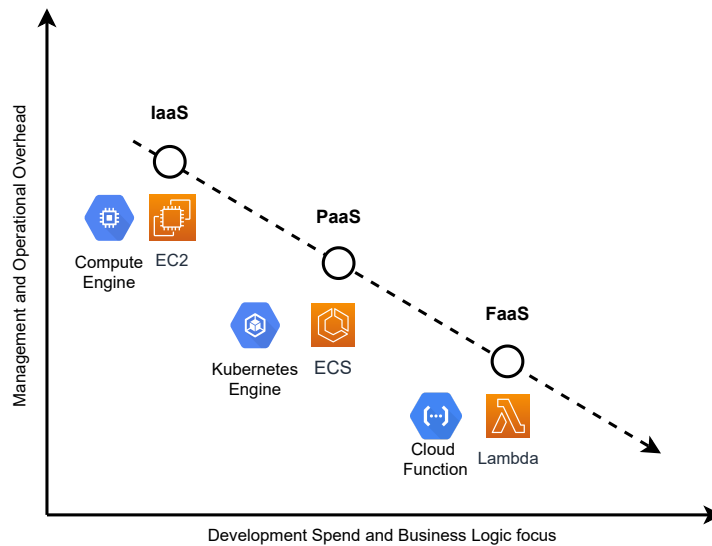 Management and Operational Overhead
IaaS
Compute
Engine
EC2
PaaS
Kubernetes
Engine
ECS
FaaS
Cloud
Function
Lambda
Development Spend and Business Logic focus